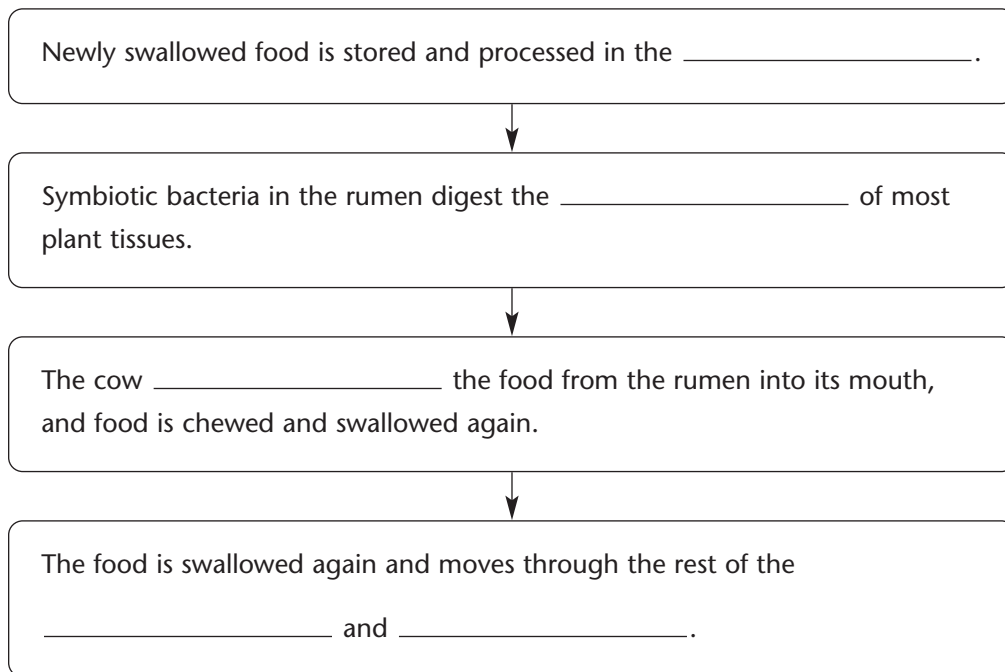 Newly swallowed food is stored and processed in the ____________________.
Symbiotic bacteria in the rumen digest the ____________________ of most
plant tissues.
The cow ____________________ the food from the rumen into its mouth,
and food is chewed and swallowed again.
The food is swallowed again and moves through the rest of the
____________________ and ____________________.